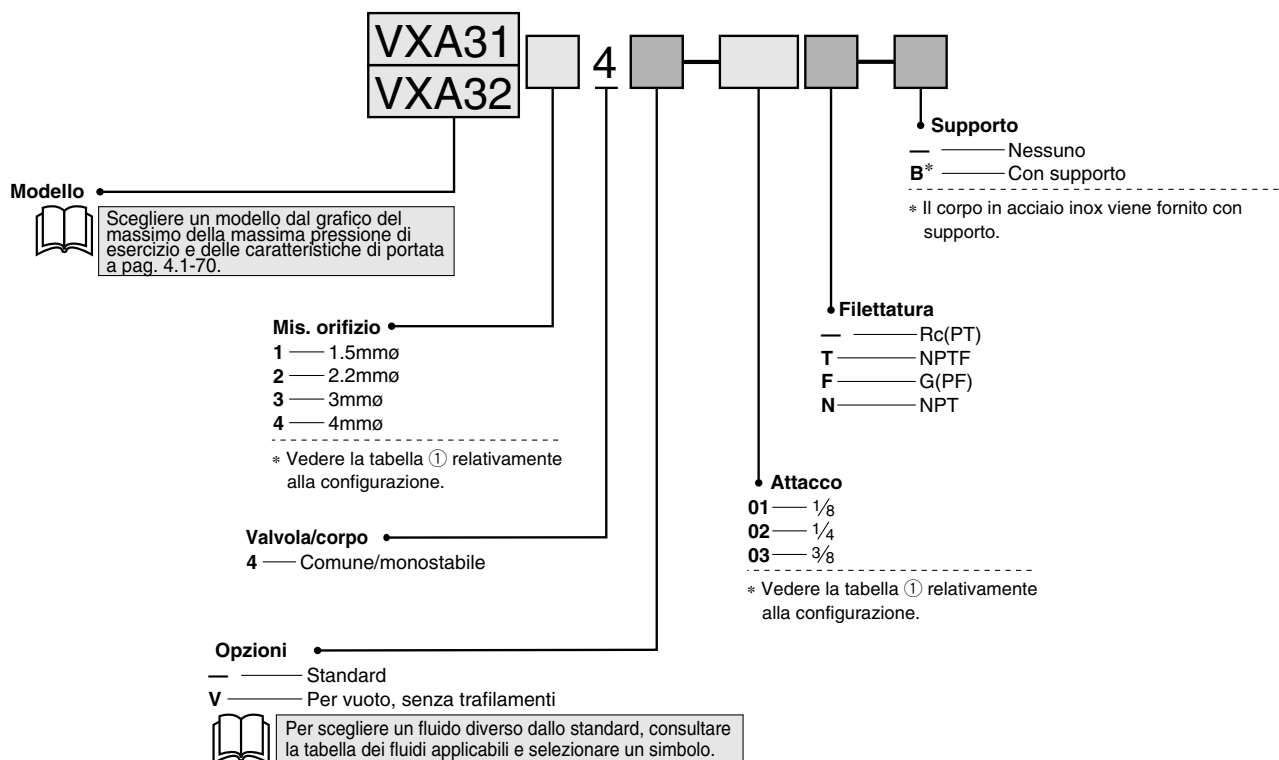 VXA31
VXA32
4
Supporto
— Nessuno
B* Con supporto
* Il corpo in acciaio inox viene fornito con
supporto.
Modello
Scegliere un modello dal grafico del
massimo della massima pressione di
esercizio e delle caratteristiche di portata
a pag. 4.1-70.
Filettatura
— Rc(PT)
T NPTF
F G(PF)
N NPT
Mis. orifizio
1 — 1.5mmø
2 — 2.2mmø
3 — 3mmø
4 — 4mmø
* Vedere la tabella ① relativamente
alla configurazione.
Attacco
01 — 1/8
02 — 1/4
03 — 3/8
* Vedere la tabella ① relativamente
alla configurazione.
Valvola/corpo
4 — Comune/monostabile
Opzioni
— Standard
V Per vuoto, senza trafilamenti
Per scegliere un fluido diverso dallo standard, consultare
la tabella dei fluidi applicabili e selezionare un simbolo.